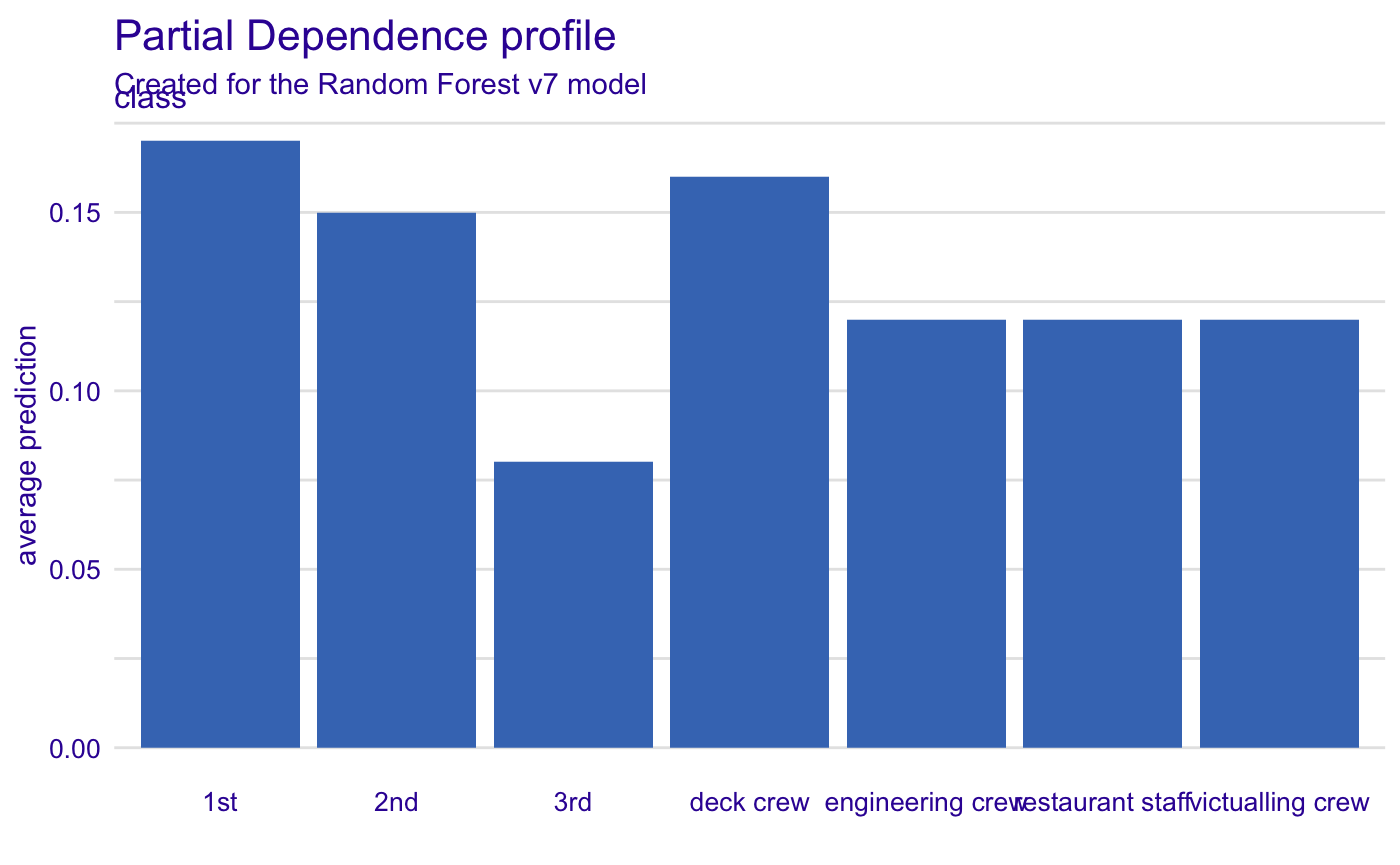 Partial Dependence profile
Created for the Random Forest v7 model
class
average prediction
0.15
0.10
0.05
0.00
1st 2nd 3rd deck crew engineering crew restaurant staff victualling crew